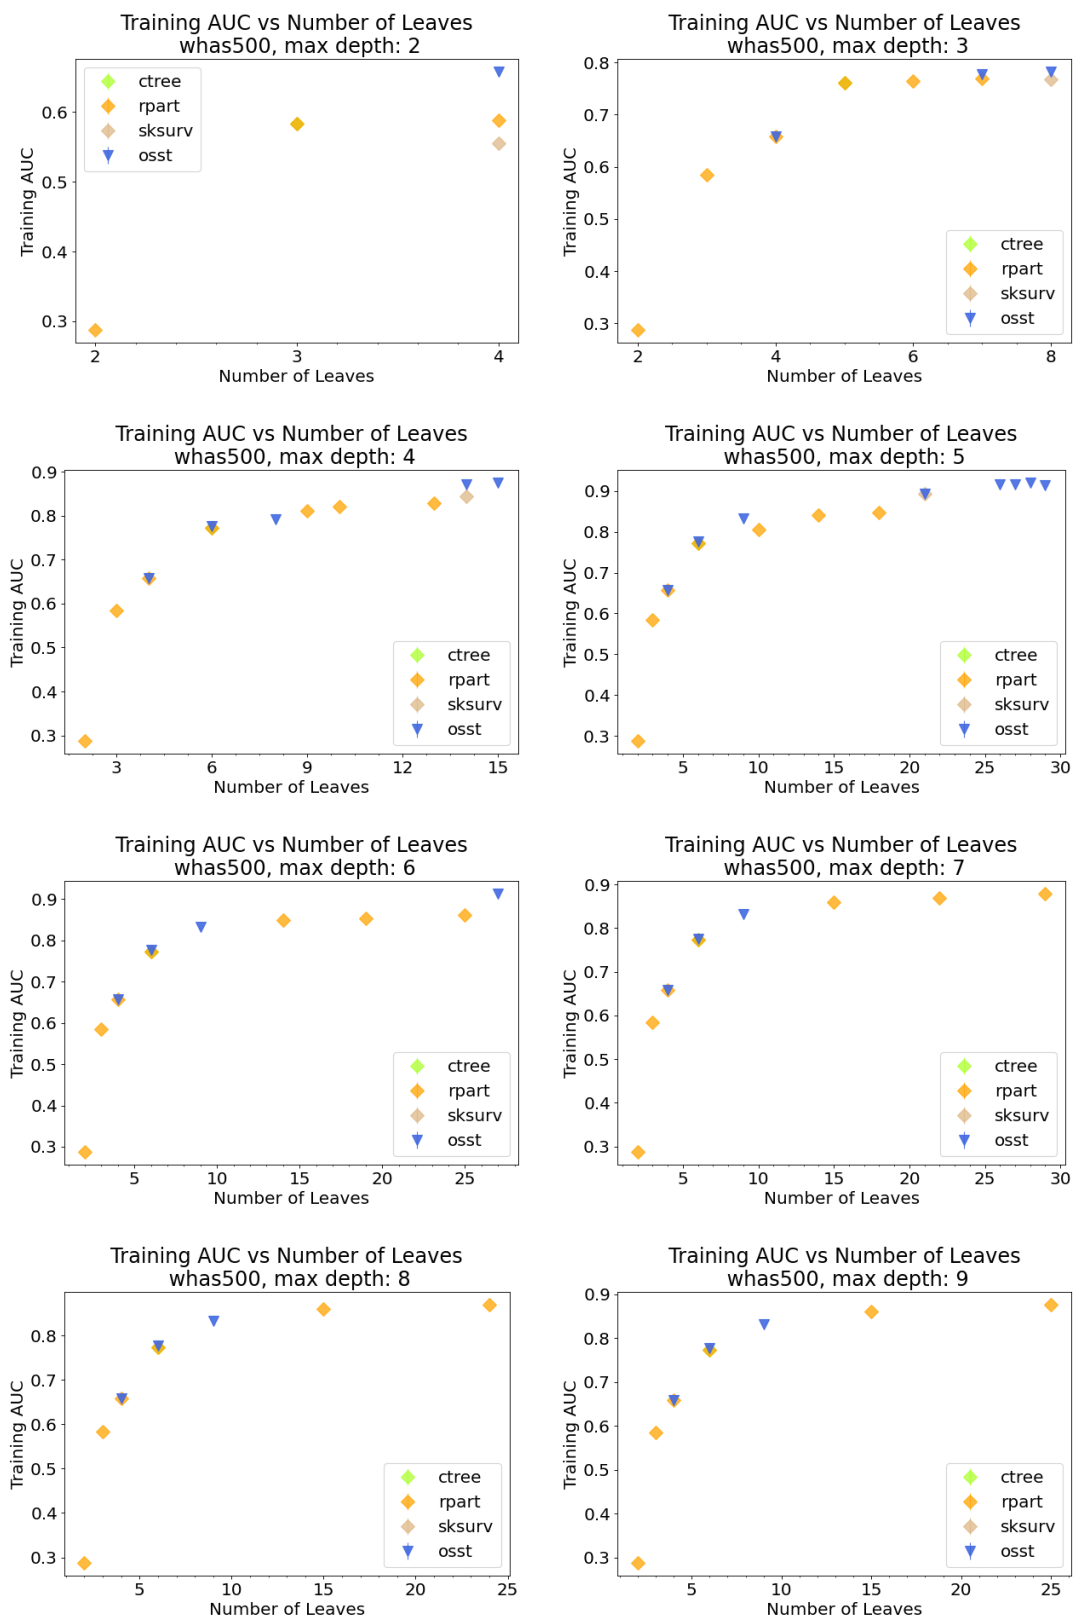 Training AUC vs Number of Leaves
whas500, max depth: 2
ctree
rpart
sksurv
osst
0.6
0.5
0.4
0.3
Training AUC
2
3
4
Number of Leaves
Training AUC vs Number of Leaves
whas500, max depth: 3
0.8
0.7
0.6
0.5
0.4
0.3
Training AUC
ctree
rpart
sksurv
osst
2
4
6
8
Number of Leaves
Training AUC vs Number of Leaves
whas500, max depth: 4
0.9
0.8
0.7
0.6
0.5
0.4
0.3
Training AUC
ctree
rpart
sksurv
osst
3
6
9
12
15
Number of Leaves
Training AUC vs Number of Leaves
whas500, max depth: 5
0.9
0.8
0.7
0.6
0.5
0.4
0.3
Training AUC
ctree
rpart
sksurv
osst
5
10
15
20
25
30
Number of Leaves
Training AUC vs Number of Leaves
whas500, max depth: 6
0.9
0.8
0.7
0.6
0.5
0.4
0.3
Training AUC
ctree
rpart
sksurv
osst
5
10
15
20
25
Number of Leaves
Training AUC vs Number of Leaves
whas500, max depth: 7
0.9
0.8
0.7
0.6
0.5
0.4
0.3
Training AUC
ctree
rpart
sksurv
osst
5
10
15
20
25
30
Number of Leaves
Training AUC vs Number of Leaves
whas500, max depth: 8
0.8
0.7
0.6
0.5
0.4
0.3
Training AUC
ctree
rpart
sksurv
osst
5
10
15
20
25
Number of Leaves
Training AUC vs Number of Leaves
whas500, max depth: 9
0.9
0.8
0.7
0.6
0.5
0.4
0.3
Training AUC
ctree
rpart
sksurv
osst
5
10
15
20
25
Number of Leaves